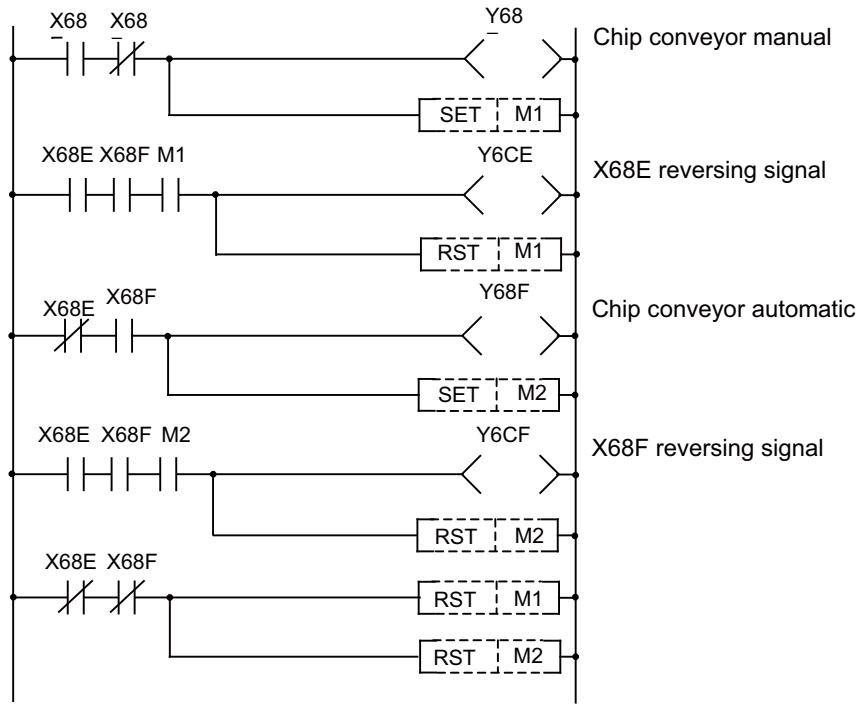 X68 X68 Y68
_ _ _
Chip conveyor manual
SET M1
X68E X68F M1 Y6CE
X68E reversing signal
RST M1
X68E X68F Y68F
Chip conveyor automatic
SET M2
X68E X68F M2 Y6CF
X68F reversing signal
RST M2
X68E X68F
RST M1
RST M2